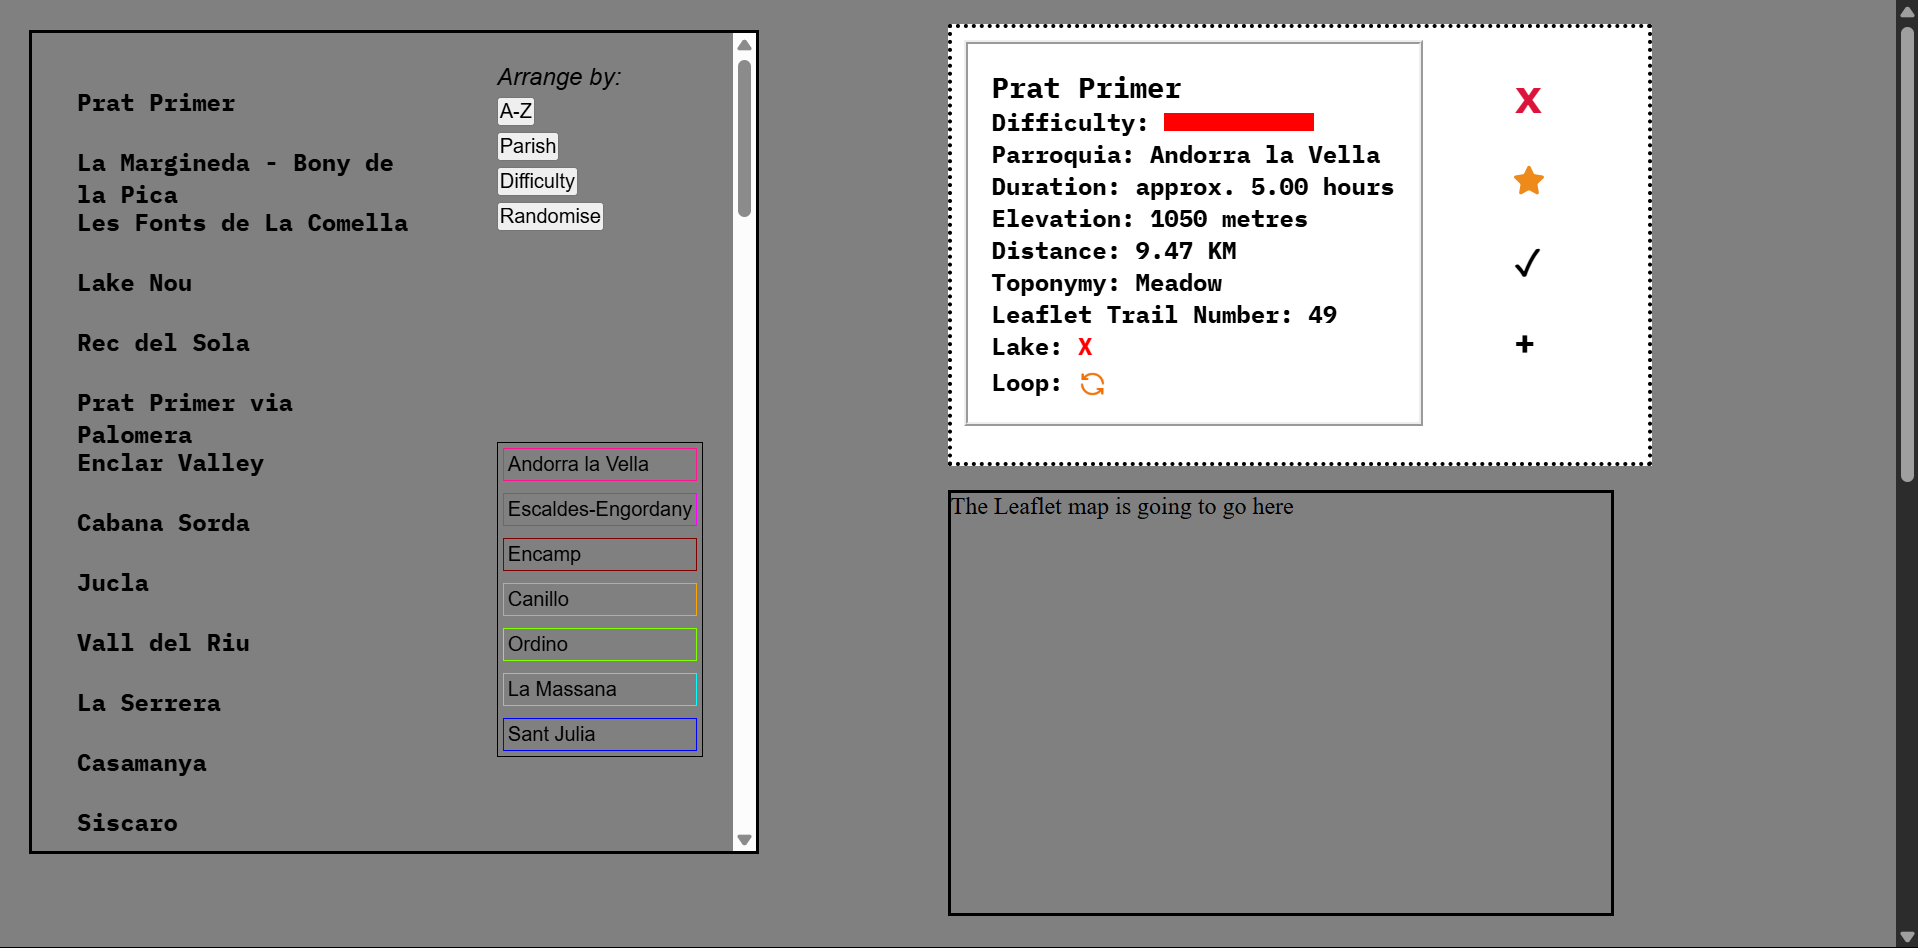 Prat Primer
La Margineda - Bony de
la Pica
Les Fonts de La Comella
Lake Nou
Rec del Sola
Prat Primer via
Palomera
Enclar Valley
Cabana Sorda
Jucla
Vall del Riu
La Serrera
Casamanya
Siscaro
Arrange by:
A-Z
Parish
Difficulty
Randomise
Andorra la Vella
Escaldes-Engordany
Encamp
Canillo
Ordino
La Massana
Sant Julia
Prat Primer
Difficulty:
Parroquia: Andorra la Vella
Duration: approx. 5.00 hours
Elevation: 1050 metres
Distance: 9.47 KM
Toponymy: Meadow
Leaflet Trail Number: 49
Lake: X
Loop:
X
✓
+
The Leaflet map is going to go here